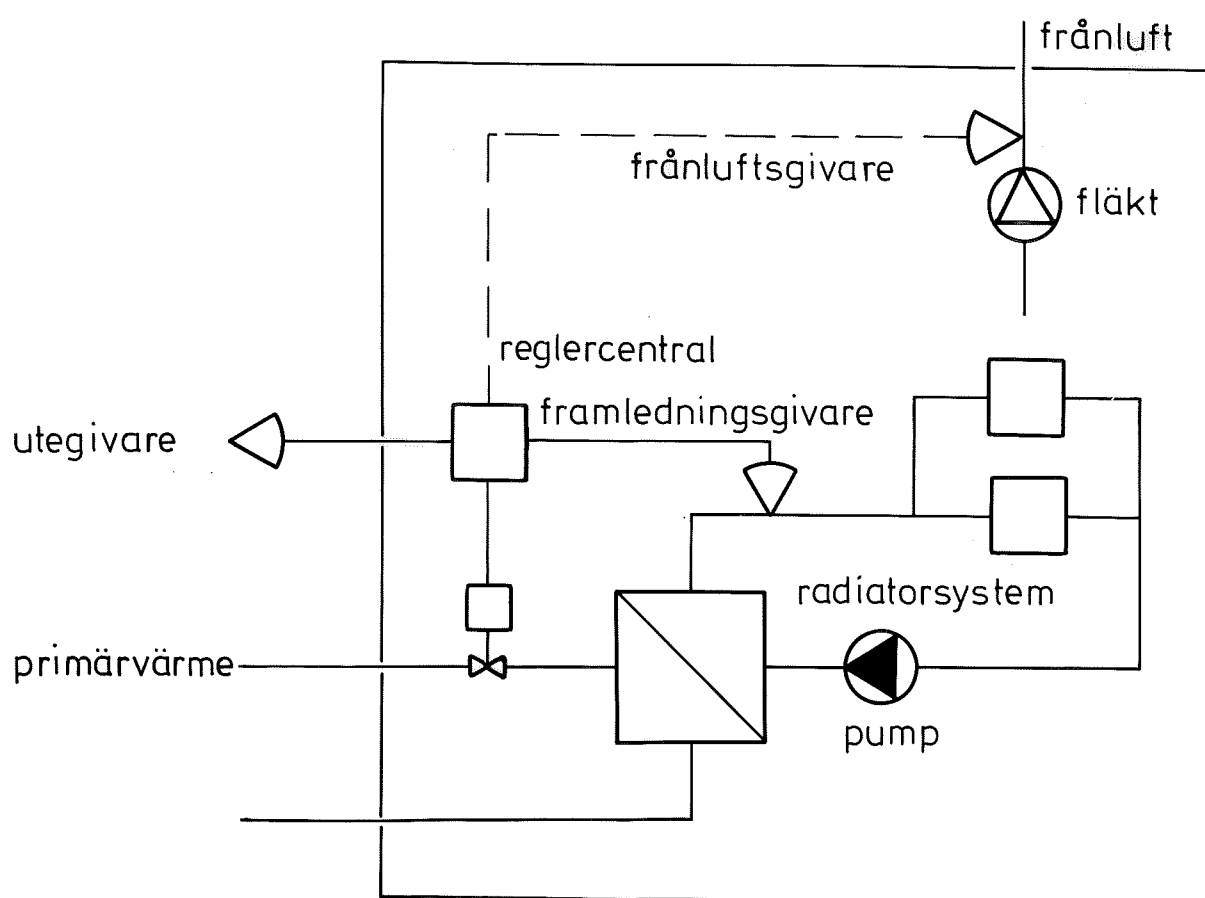 frånluft
frånluftsgivare
fläkt
reglercentral
framledningsgivare
utegivare
radiatorsystem
primärvärme
pump